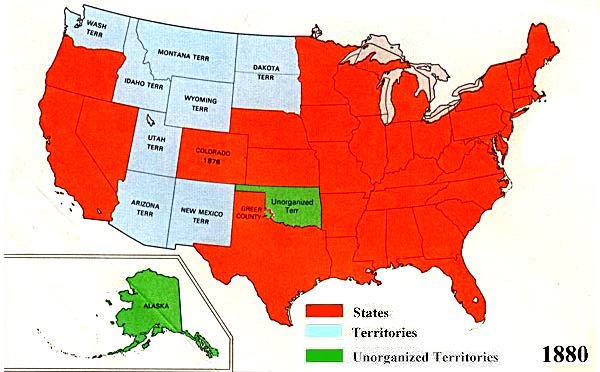 WASH
TERR
MONTANA TERR
DAKOTA
TERR
IDAHO TERR
WYOMING
TERR
UTAH
TERR
COLORADO
1876
ARIZONA
TERR
NEW MEXICO
TERR
GREER
COUNTY
Unorganized
Terr
ALASKA
States
Territories
Unorganized Territories
1880